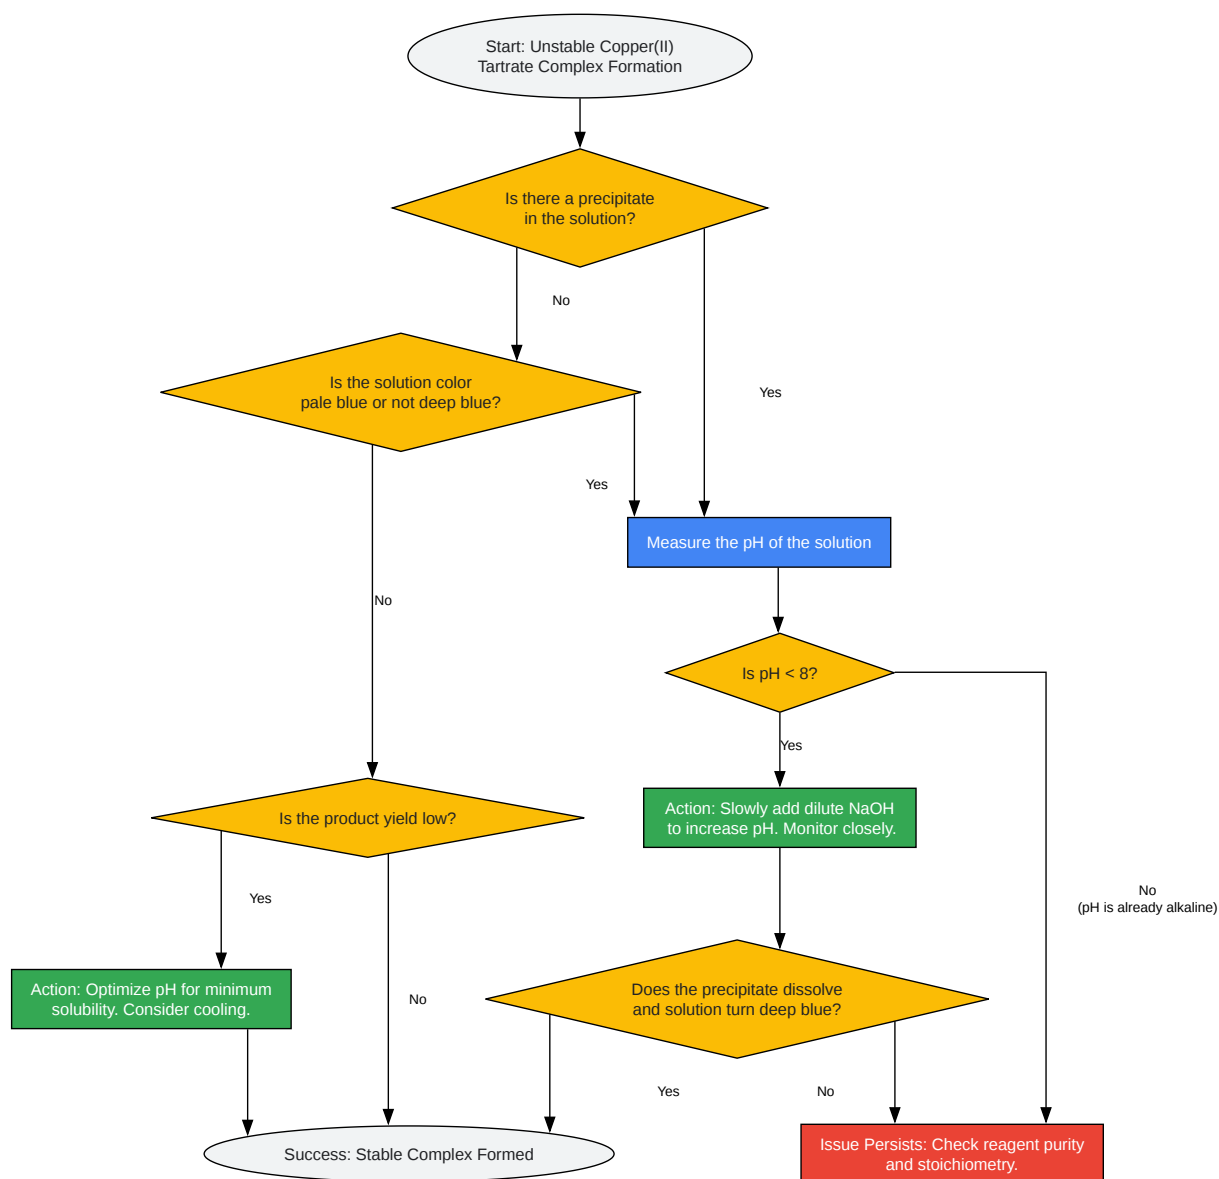 Start: Unstable Copper(II)
Tartrate Complex Formation
Is there a precipitate
in the solution?
No
Is the solution color
pale blue or not deep blue?
Yes
Yes
Measure the pH of the solution
No
Is pH < 8?
Yes
Is the product yield low?
Action: Slowly add dilute NaOH
to increase pH. Monitor closely.
Yes
No
(pH is already alkaline)
Action: Optimize pH for minimum
solubility. Consider cooling.
No
Does the precipitate dissolve
and solution turn deep blue?
Yes
No
Success: Stable Complex Formed
Issue Persists: Check reagent purity
and stoichiometry.